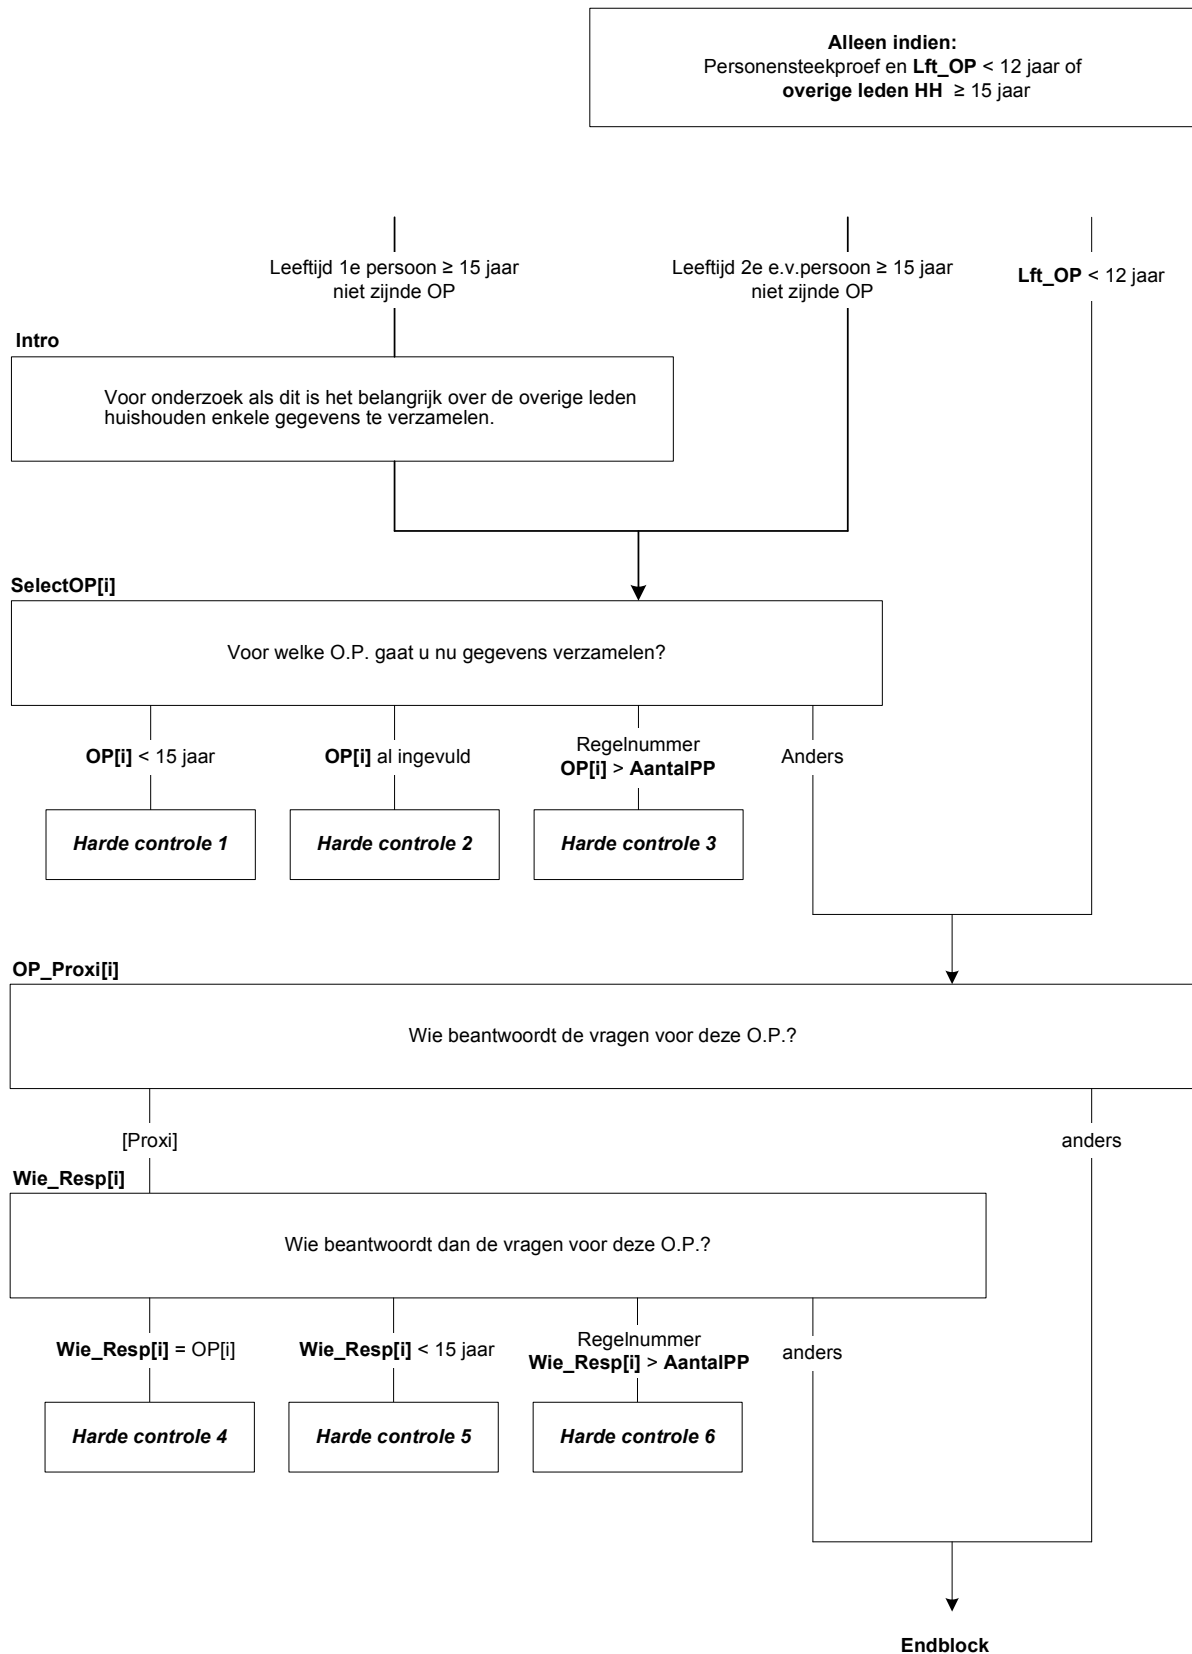 Alleen indien:
Personensteekproef en Lft_OP < 12 jaar of
overige leden HH ≥ 15 jaar
Leeftijd 1e persoon ≥ 15 jaar
niet zijnde OP
Leeftijd 2e e.v.persoon ≥ 15 jaar
niet zijnde OP
Lft_OP < 12 jaar
Intro
Voor onderzoek als dit is het belangrijk over de overige leden
huishouden enkele gegevens te verzamelen.
SelectOP[i]
Voor welke O.P. gaat u nu gegevens verzamelen?
OP[i] < 15 jaar
OP[i] al ingevuld
Regelnummer
OP[i] > AantalPP
Anders
Harde controle 1
Harde controle 2
Harde controle 3
OP_Proxi[i]
Wie beantwoordt de vragen voor deze O.P.?
[Proxi]
anders
Wie_Resp[i]
Wie beantwoordt dan de vragen voor deze O.P.?
Wie_Resp[i] = OP[i]
Wie_Resp[i] < 15 jaar
Regelnummer
Wie_Resp[i] > AantalPP
anders
Harde controle 4
Harde controle 5
Harde controle 6
Endblock